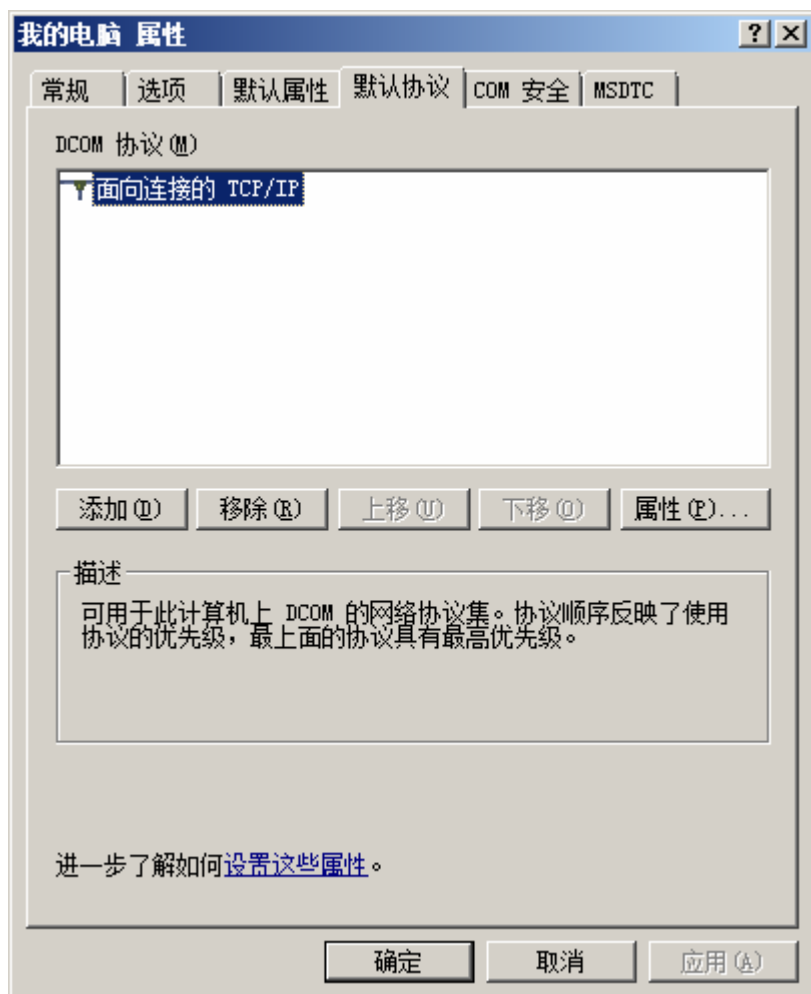 我的电脑 属性
常规 选项 默认属性 默认协议 COM 安全 MSDTC
DCOM 协议(M)
面向连接的 TCP/IP
添加(D) 移除(R) 上移(U) 下移(O) 属性(P)...
描述
可用于此计算机上 DCOM 的网络协议集。协议顺序反映了使用
协议的优先级，最上面的协议具有最高优先级。
进一步了解如何设置这些属性。
确定 取消 应用(A)